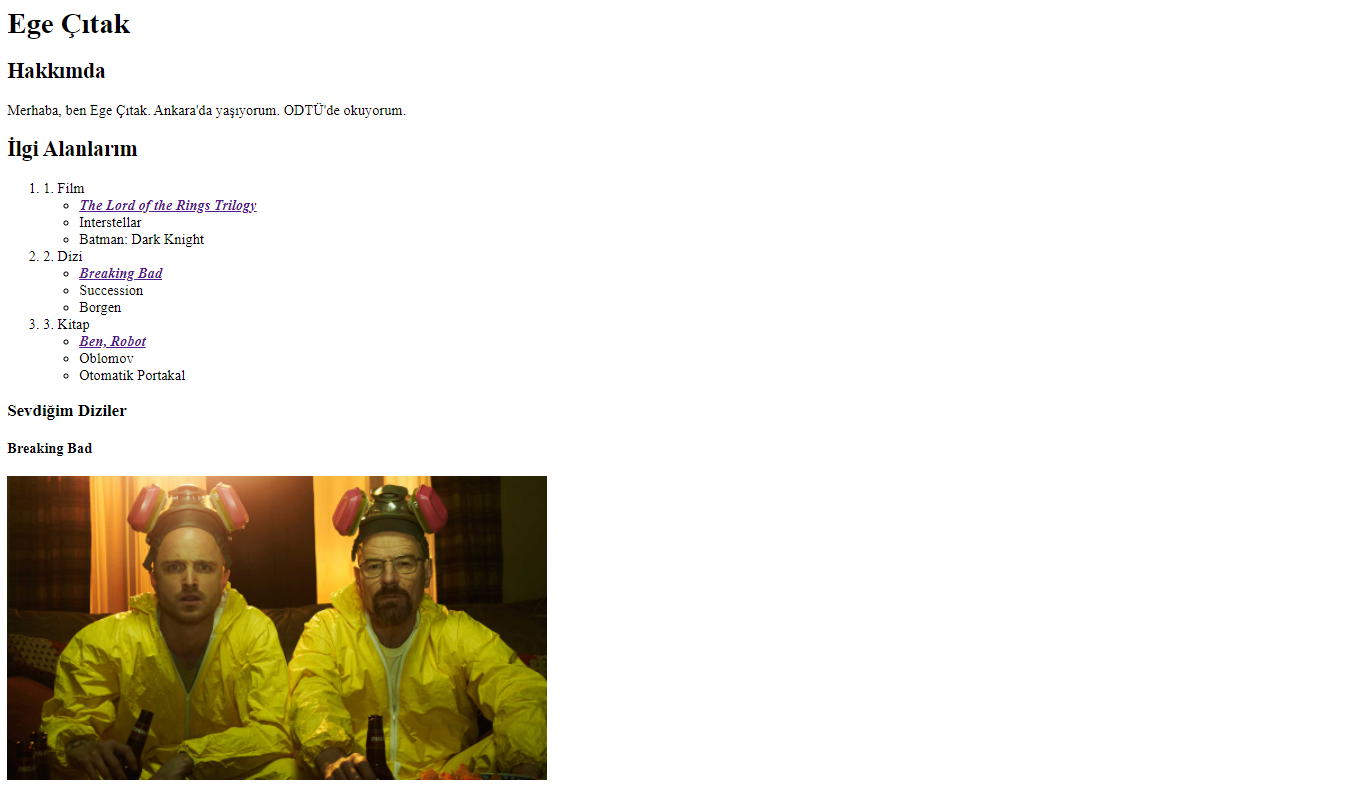 Ege Çıtak
Hakkımda
Merhaba, ben Ege Çıtak. Ankara'da yaşıyorum. ODTÜ'de okuyorum.
İlgi Alanlarım
1. 1. Film
The Lord of the Rings Trilogy
Interstellar
Batman: Dark Knight
2. 2. Dizi
Breaking Bad
Succession
Borgen
3. 3. Kitap
Ben, Robot
Oblomov
Otomatik Portakal
Sevdiğim Diziler
Breaking Bad